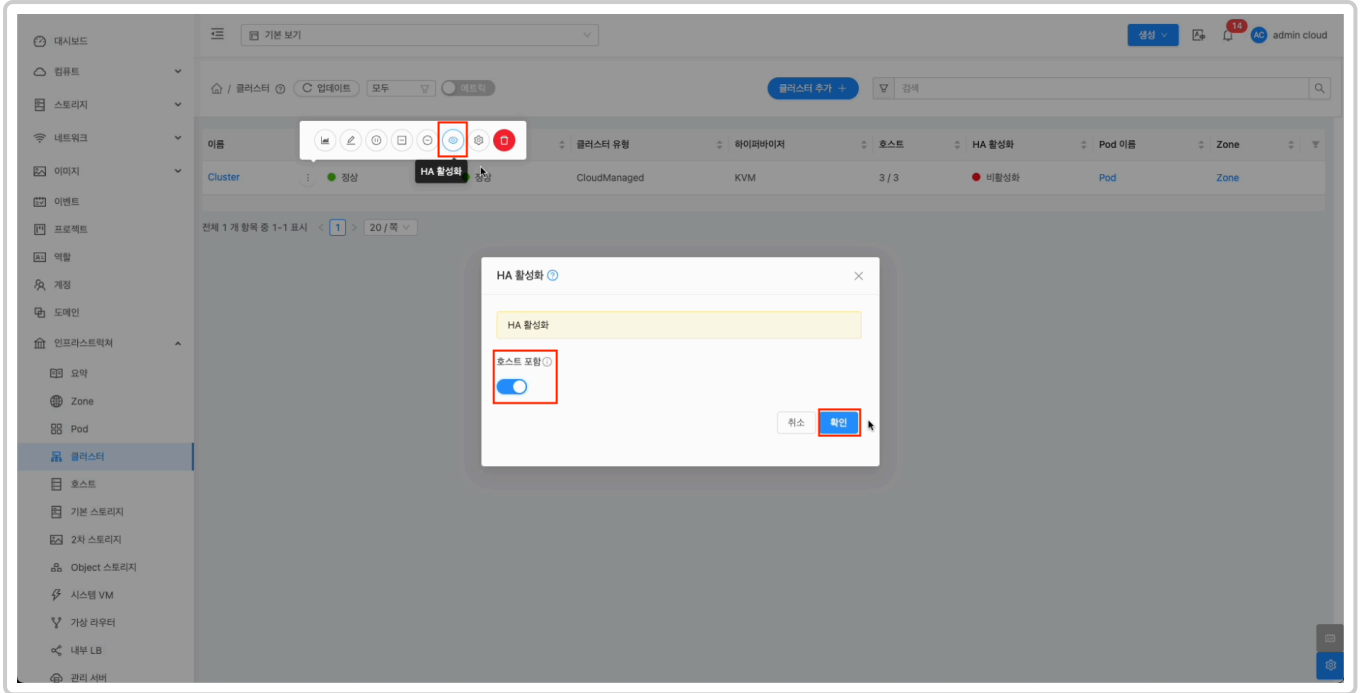 대시보드
컴퓨트
스토리지
네트워크
이미지
이벤트
프로젝트
역할
계정
도메인
인프라스트럭쳐
요약
Zone
Pod
클러스터
호스트
기본 스토리지
2차 스토리지
Object 스토리지
시스템 VM
가상 라우터
내부 LB
관리 서버
기본 보기
생성
14
AC admin cloud
/ 클러스터 업데이트 모두 메트릭
클러스터 추가 +
검색
이름 클러스터 유형 하이퍼바이저 호스트 HA 활성화 Pod 이름 Zone
HA 활성화
Cluster 정상 정상 CloudManaged KVM 3 / 3 비활성화 Pod Zone
전체 1 개 항목 중 1-1 표시 < 1 > 20 / 쪽
HA 활성화
HA 활성화
호스트 포함
취소 확인